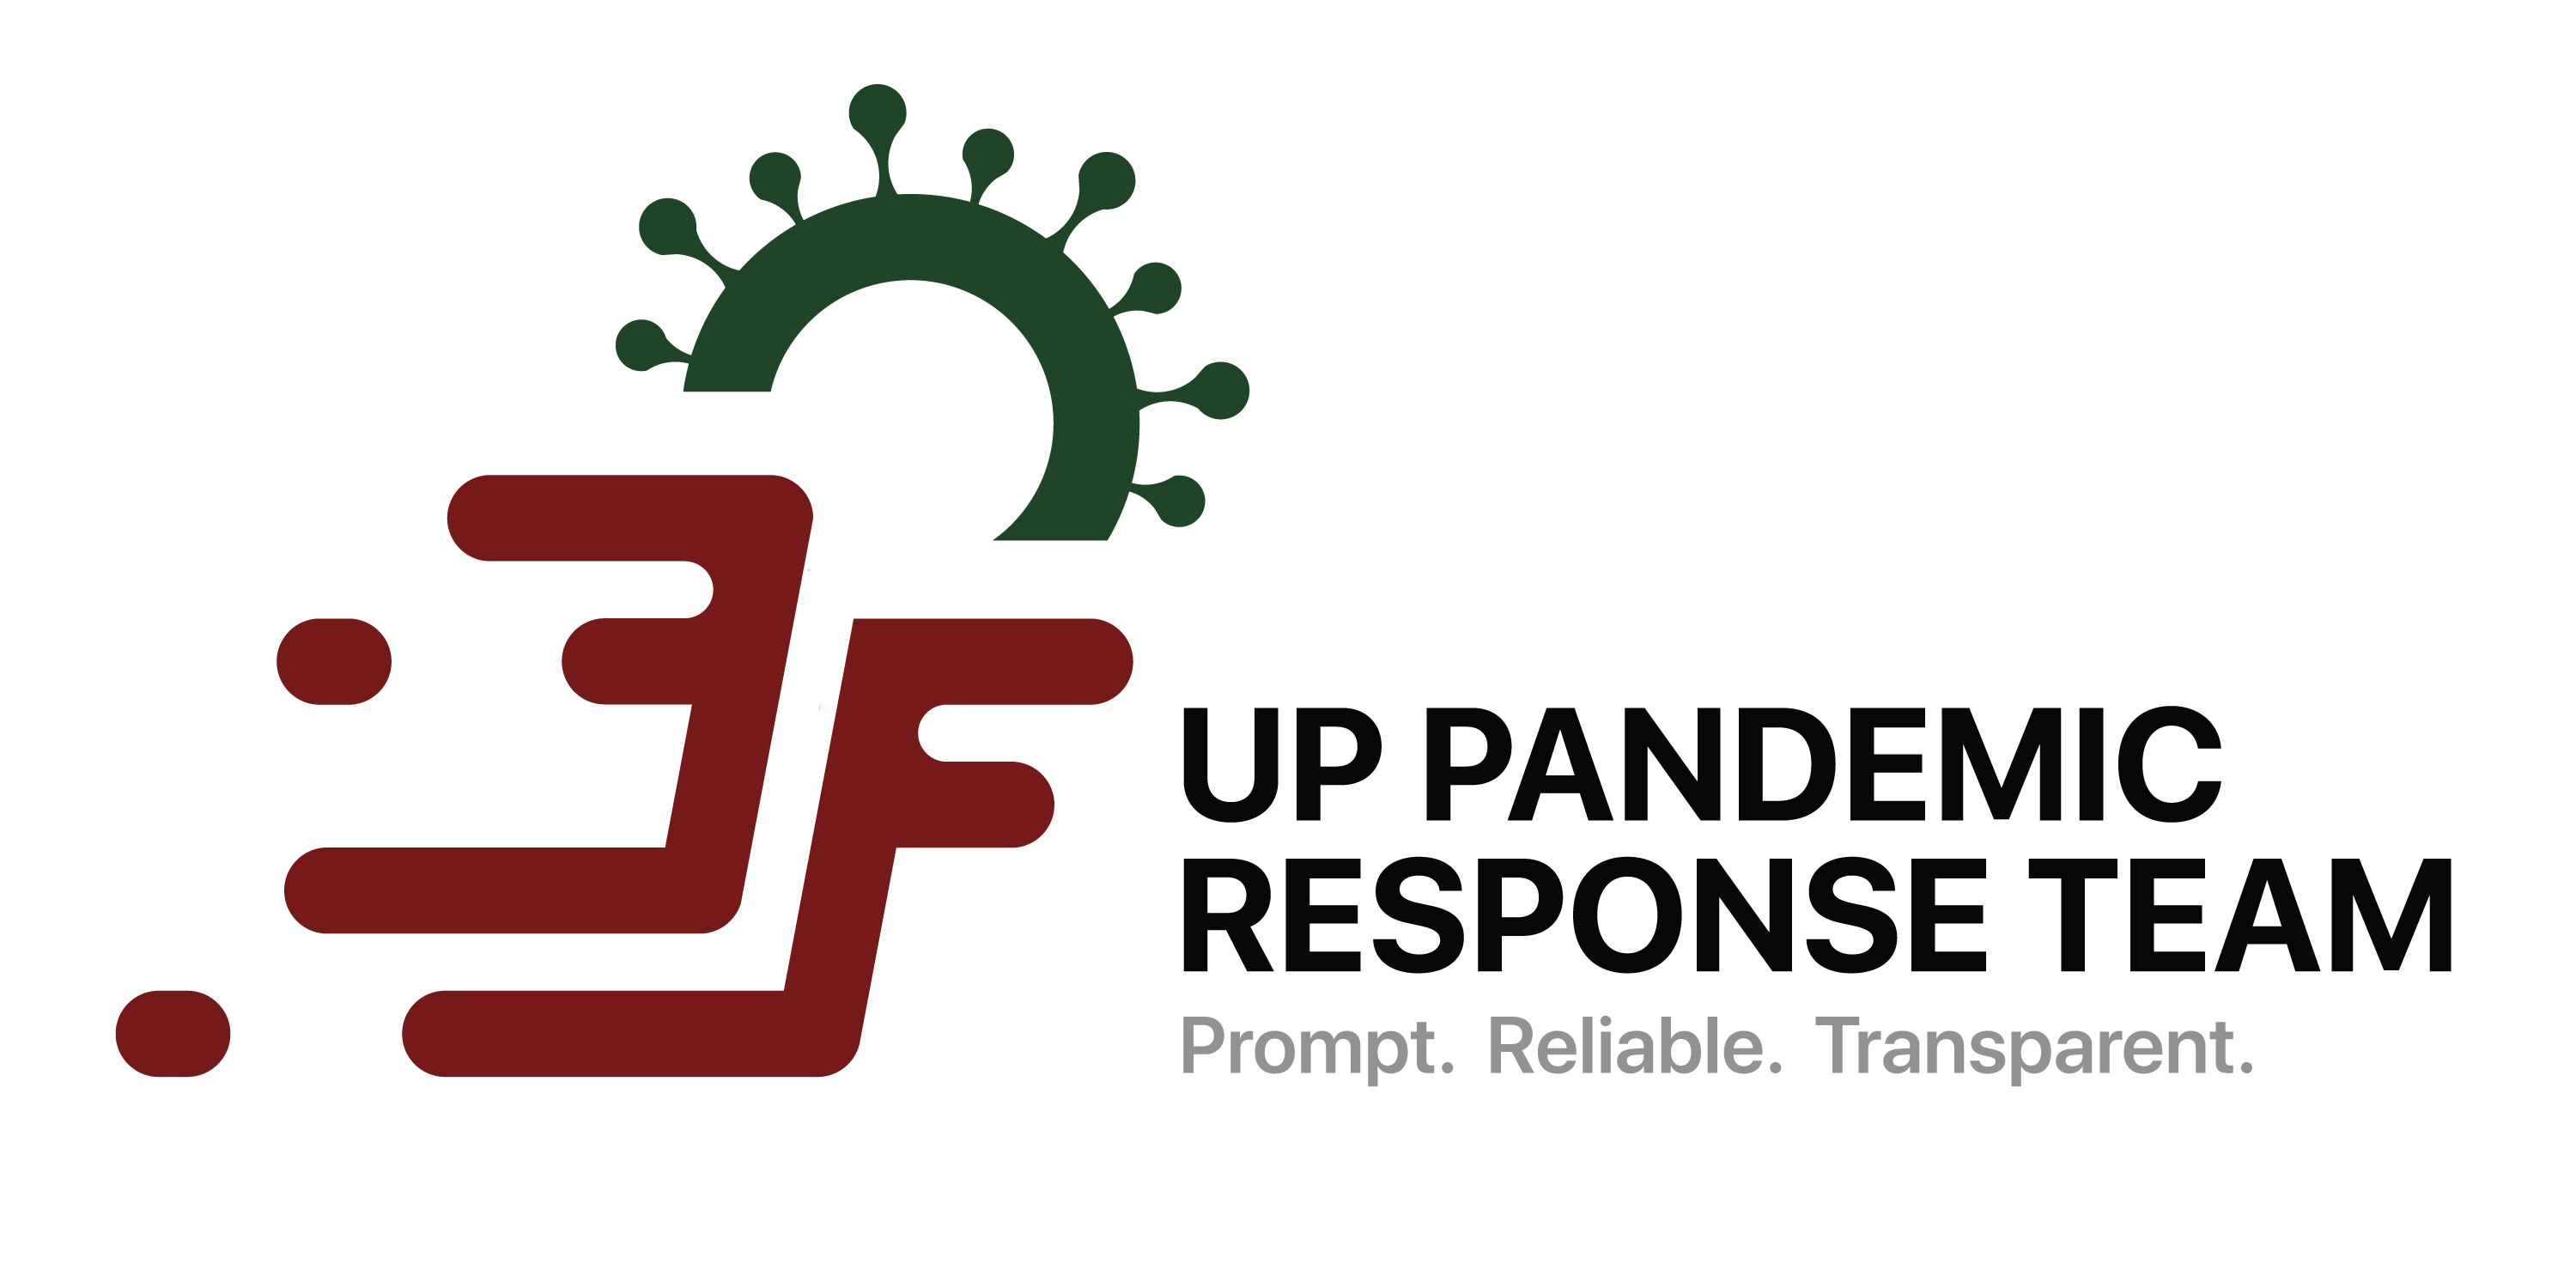 UP PANDEMIC
RESPONSE TEAM
Prompt. Reliable. Transparent.